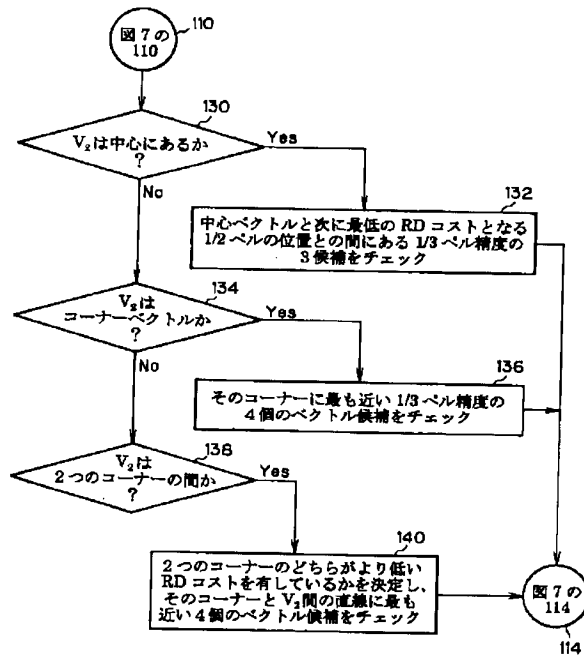 図7の
110
110
130
V₂は中心にあるか
?
Yes
No
132
中心ベクトルと次に最低のRDコストとなる
1/2ペルの位置との間にある1/3ペル精度の
3候補をチェック
134
V₂は
コーナーベクトルか
?
Yes
No
136
そのコーナーに最も近い1/3ペル精度の
4個のベクトル候補をチェック
138
V₂は
2つのコーナーの間か
?
Yes
140
2つのコーナーのどちらがより低い
RDコストを有しているかを決定し、
そのコーナーとV₂間の直線に最も
近い4個のベクトル候補をチェック
図7の
114
114